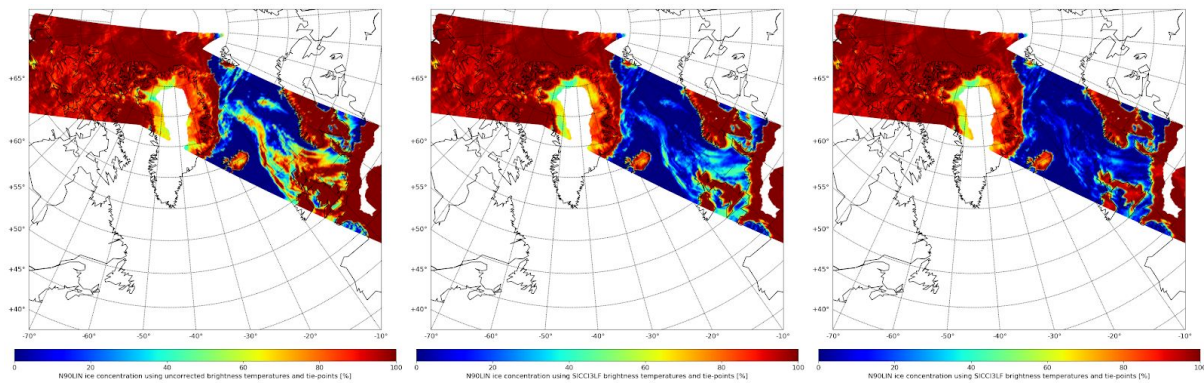 +65°
+60°
+55°
+50°
+45°
+40°
-70° -60° -50° -40° -30° -20° -10°
0 20 40 60 80 100
N90LIN ice concentration using uncorrected brightness temperatures and tie-points [%]
+65°
+60°
+55°
+50°
+45°
+40°
-70° -60° -50° -40° -30° -20° -10°
0 20 40 60 80 100
N90LIN ice concentration using SICCI3LF brightness temperatures and tie-points [%]
+65°
+60°
+55°
+50°
+45°
+40°
-70° -60° -50° -40° -30° -20° -10°
0 20 40 60 80 100
N90LIN ice concentration using SICCI3LF brightness temperatures and tie-points [%]